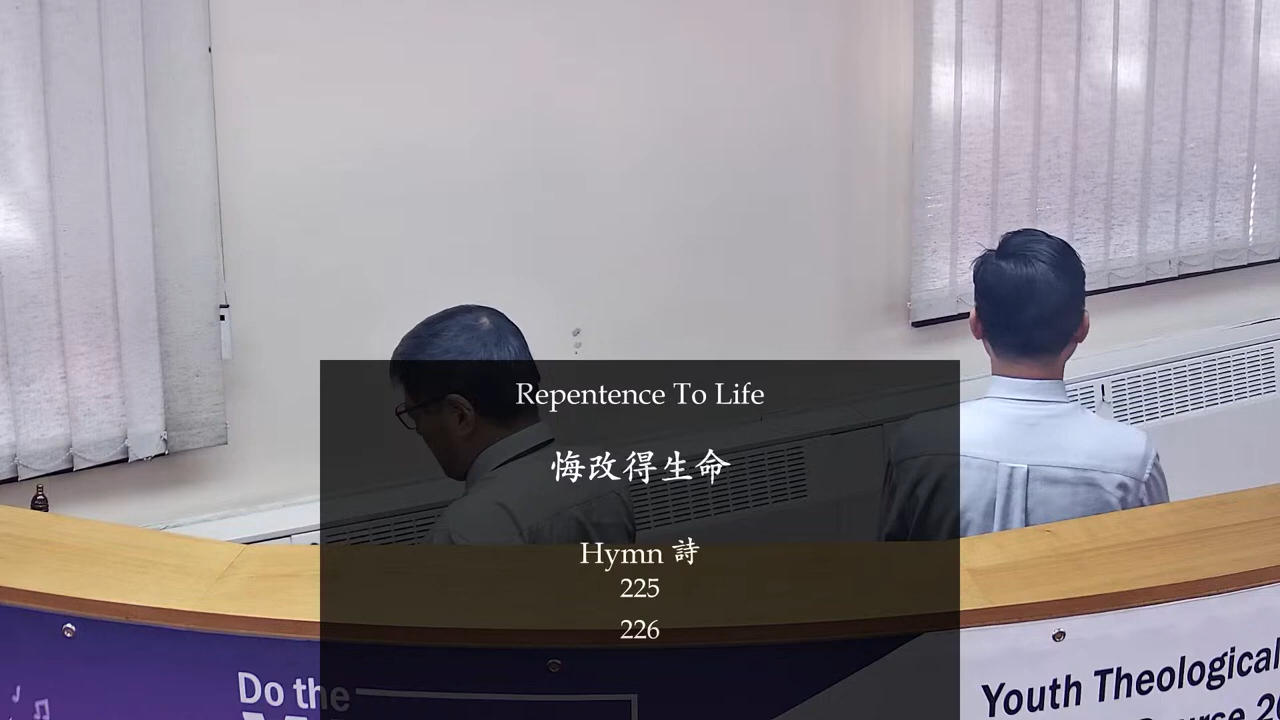 Repentence To Life
悔改得生命
Hymn 詩
225
226
Do the
Youth Theological